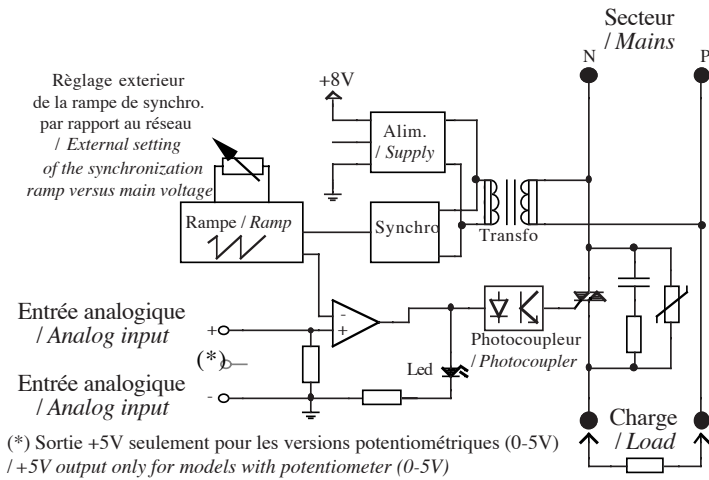 Secteur
/ Mains
N
P
Règlage exterieur
de la rampe de synchro.
par rapport au réseau
/ External setting
of the synchronization
ramp versus main voltage
+8V
Alim.
/ Supply
Rampe / Ramp
Synchro
Transfo
Entrée analogique
/ Analog input
+
-
+
(*)
Photocoupleur
/ Photocoupler
Led
Entrée analogique
/ Analog input
-
Charge
/ Load
(*) Sortie +5V seulement pour les versions potentiométriques (0-5V)
/ +5V output only for models with potentiometer (0-5V)